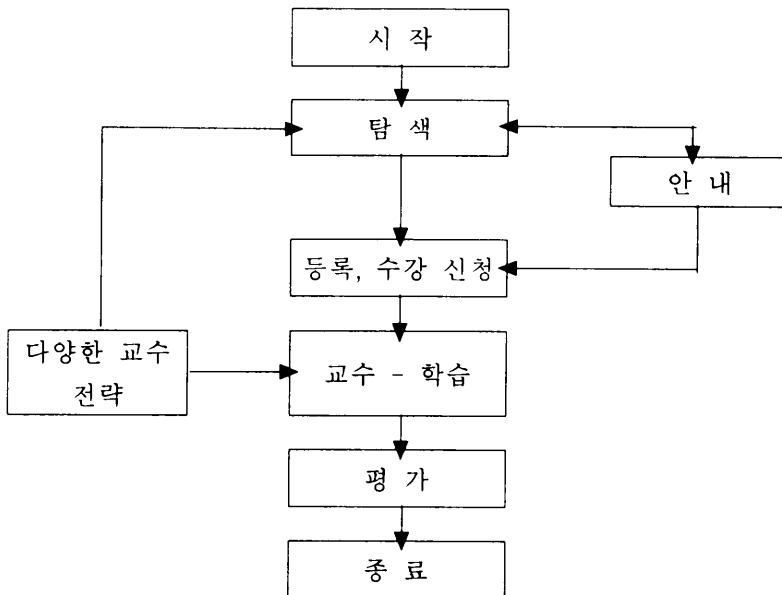 시 작
탐 색
안 내
등록, 수강 신청
다양한 교수
전략
교수 - 학습
평 가
종 료